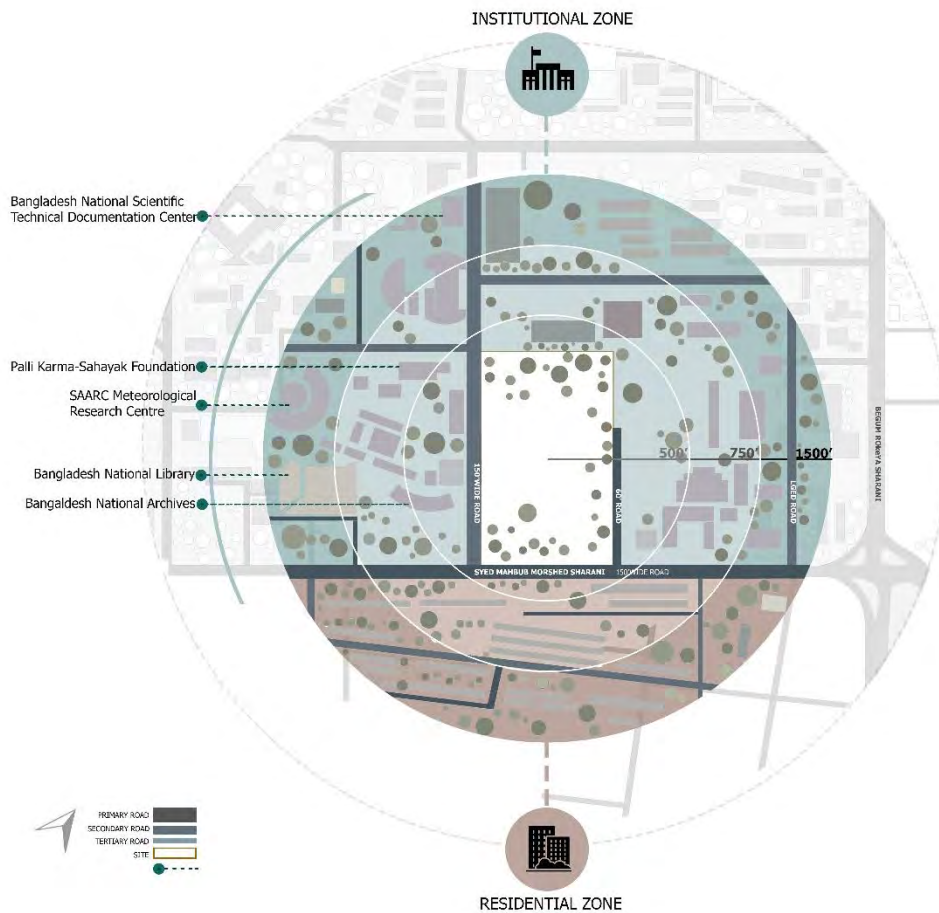 INSTITUTIONAL ZONE
Bangladesh National Scientific
Technical Documentation Center
Palli Karma-Sahayak Foundation
SAARC Meteorological
Research Centre
Bangladesh National Library
Bangaldesh National Archives
500'
750'
1500'
150'WIDE ROAD
60' ROAD
LGED ROAD
BEGUM ROKEYA SHARANI
SYED MAHBUB MORSHED SHARANI
150'WIDE ROAD
PRIMARY ROAD
SECONDARY ROAD
TERTIARY ROAD
SITE
RESIDENTIAL ZONE